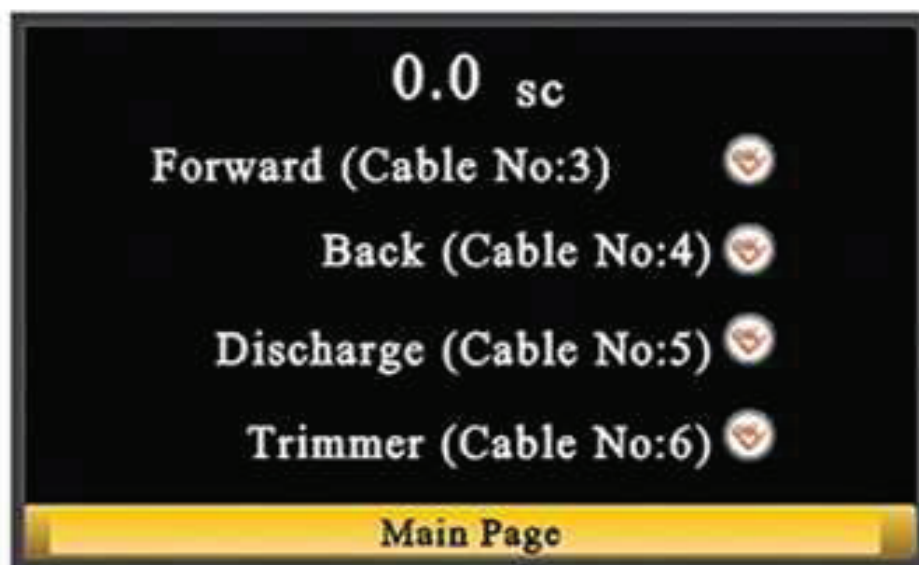 0.0 sc
Forward (Cable No:3)
Back (Cable No:4)
Discharge (Cable No:5)
Trimmer (Cable No:6)
Main Page